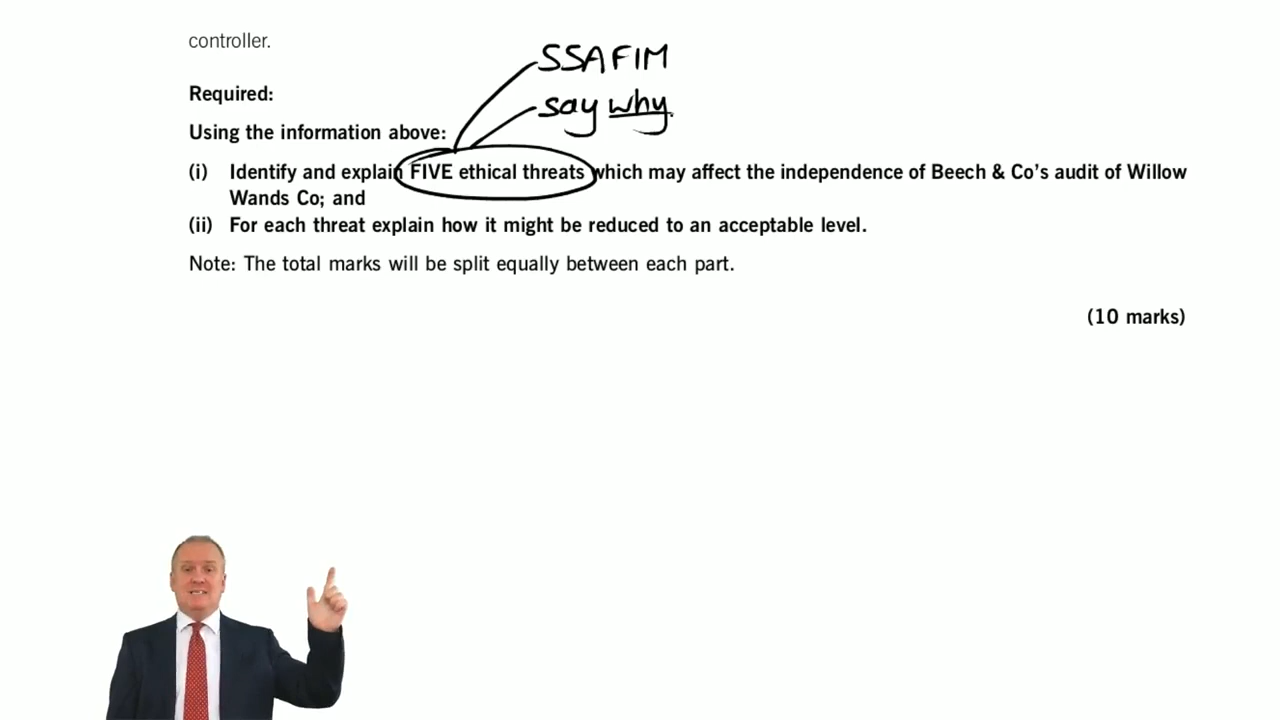 controller.
SSAFIM
Required:
say why.
Using the information above:
(i) Identify and explain FIVE ethical threats which may affect the independence of Beech & Co's audit of Willow
Wands Co; and
(ii) For each threat explain how it might be reduced to an acceptable level.
Note: The total marks will be split equally between each part.
(10 marks)